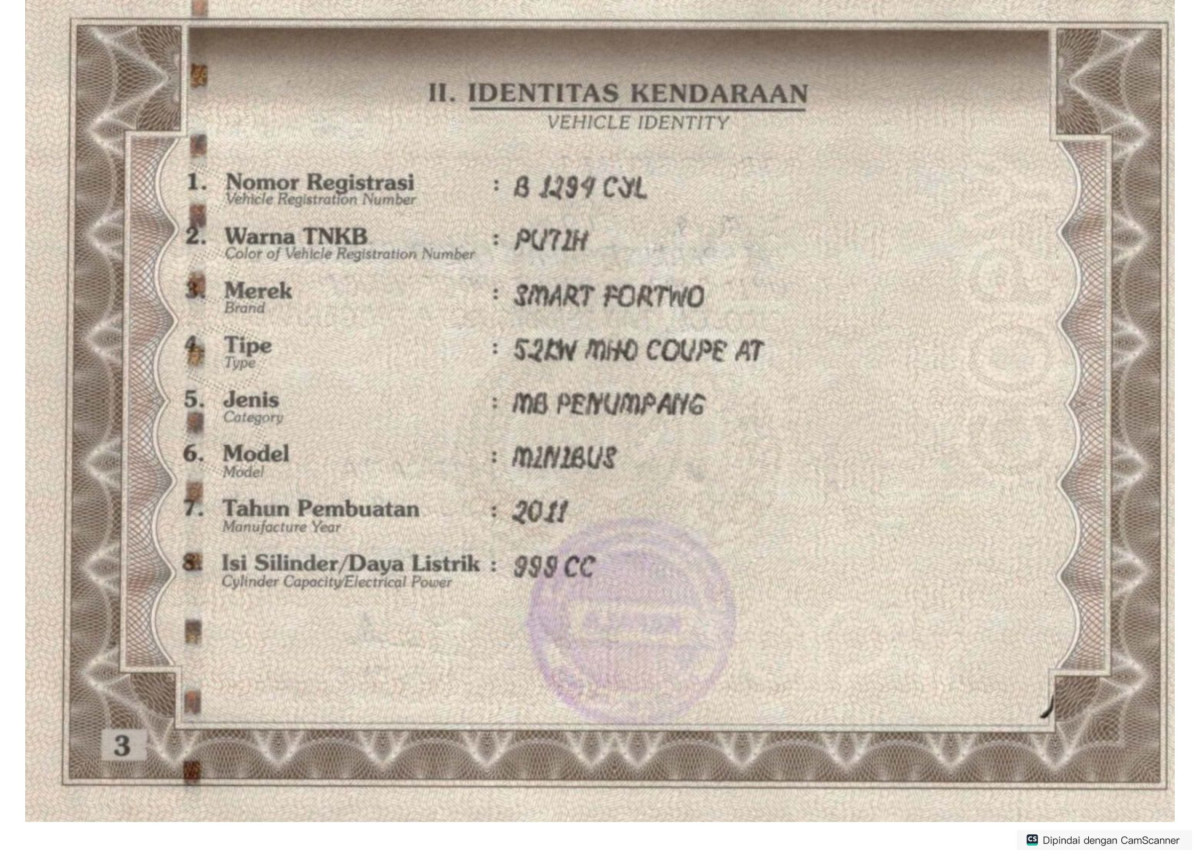 II. IDENTITAS KENDARAAN
VEHICLE IDENTITY
1. Nomor Registrasi : B 1294 CYL
Vehicle Registration Number
2. Warna TNKB : PUTIH
Color of Vehicle Registration Number
3. Merek : SMART FORTWO
Brand
4. Tipe : 52KW MHD COUPE AT
Type
5. Jenis : MB PENUMPANG
Category
6. Model : MINIBUS
Model
7. Tahun Pembuatan : 2011
Manufacture Year
8. Isi Silinder/Daya Listrik : 999 CC
Cylinder Capacity/Electrical Power
3
CS Dipindai dengan CamScanner